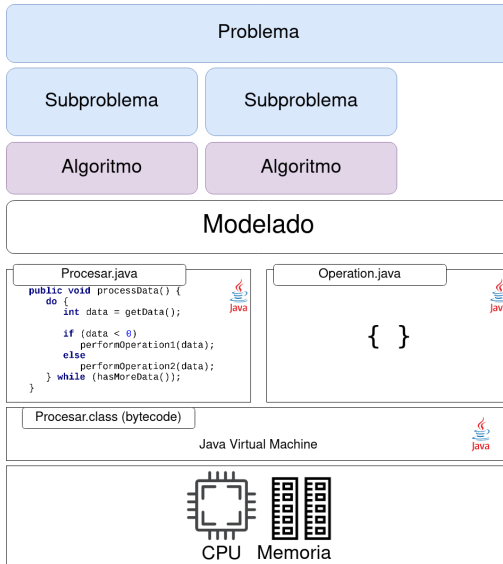 Problema
Subproblema
Subproblema
Algoritmo
Algoritmo
Modelado
Procesar.java
public void processData() {
do {
int data = getData();
if (data < 0)
performOperation1(data);
else
performOperation2(data);
} while (hasMoreData());
}
Java
Operation.java
{ }
Java
Procesar.class (bytecode)
Java Virtual Machine
Java
CPU
Memoria